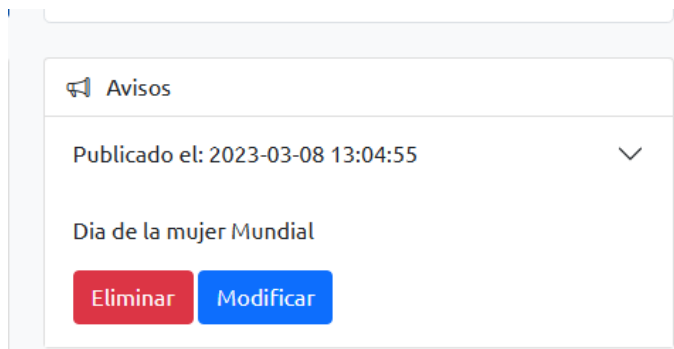 Avisos
Publicado el: 2023-03-08 13:04:55
Dia de la mujer Mundial
Eliminar Modificar